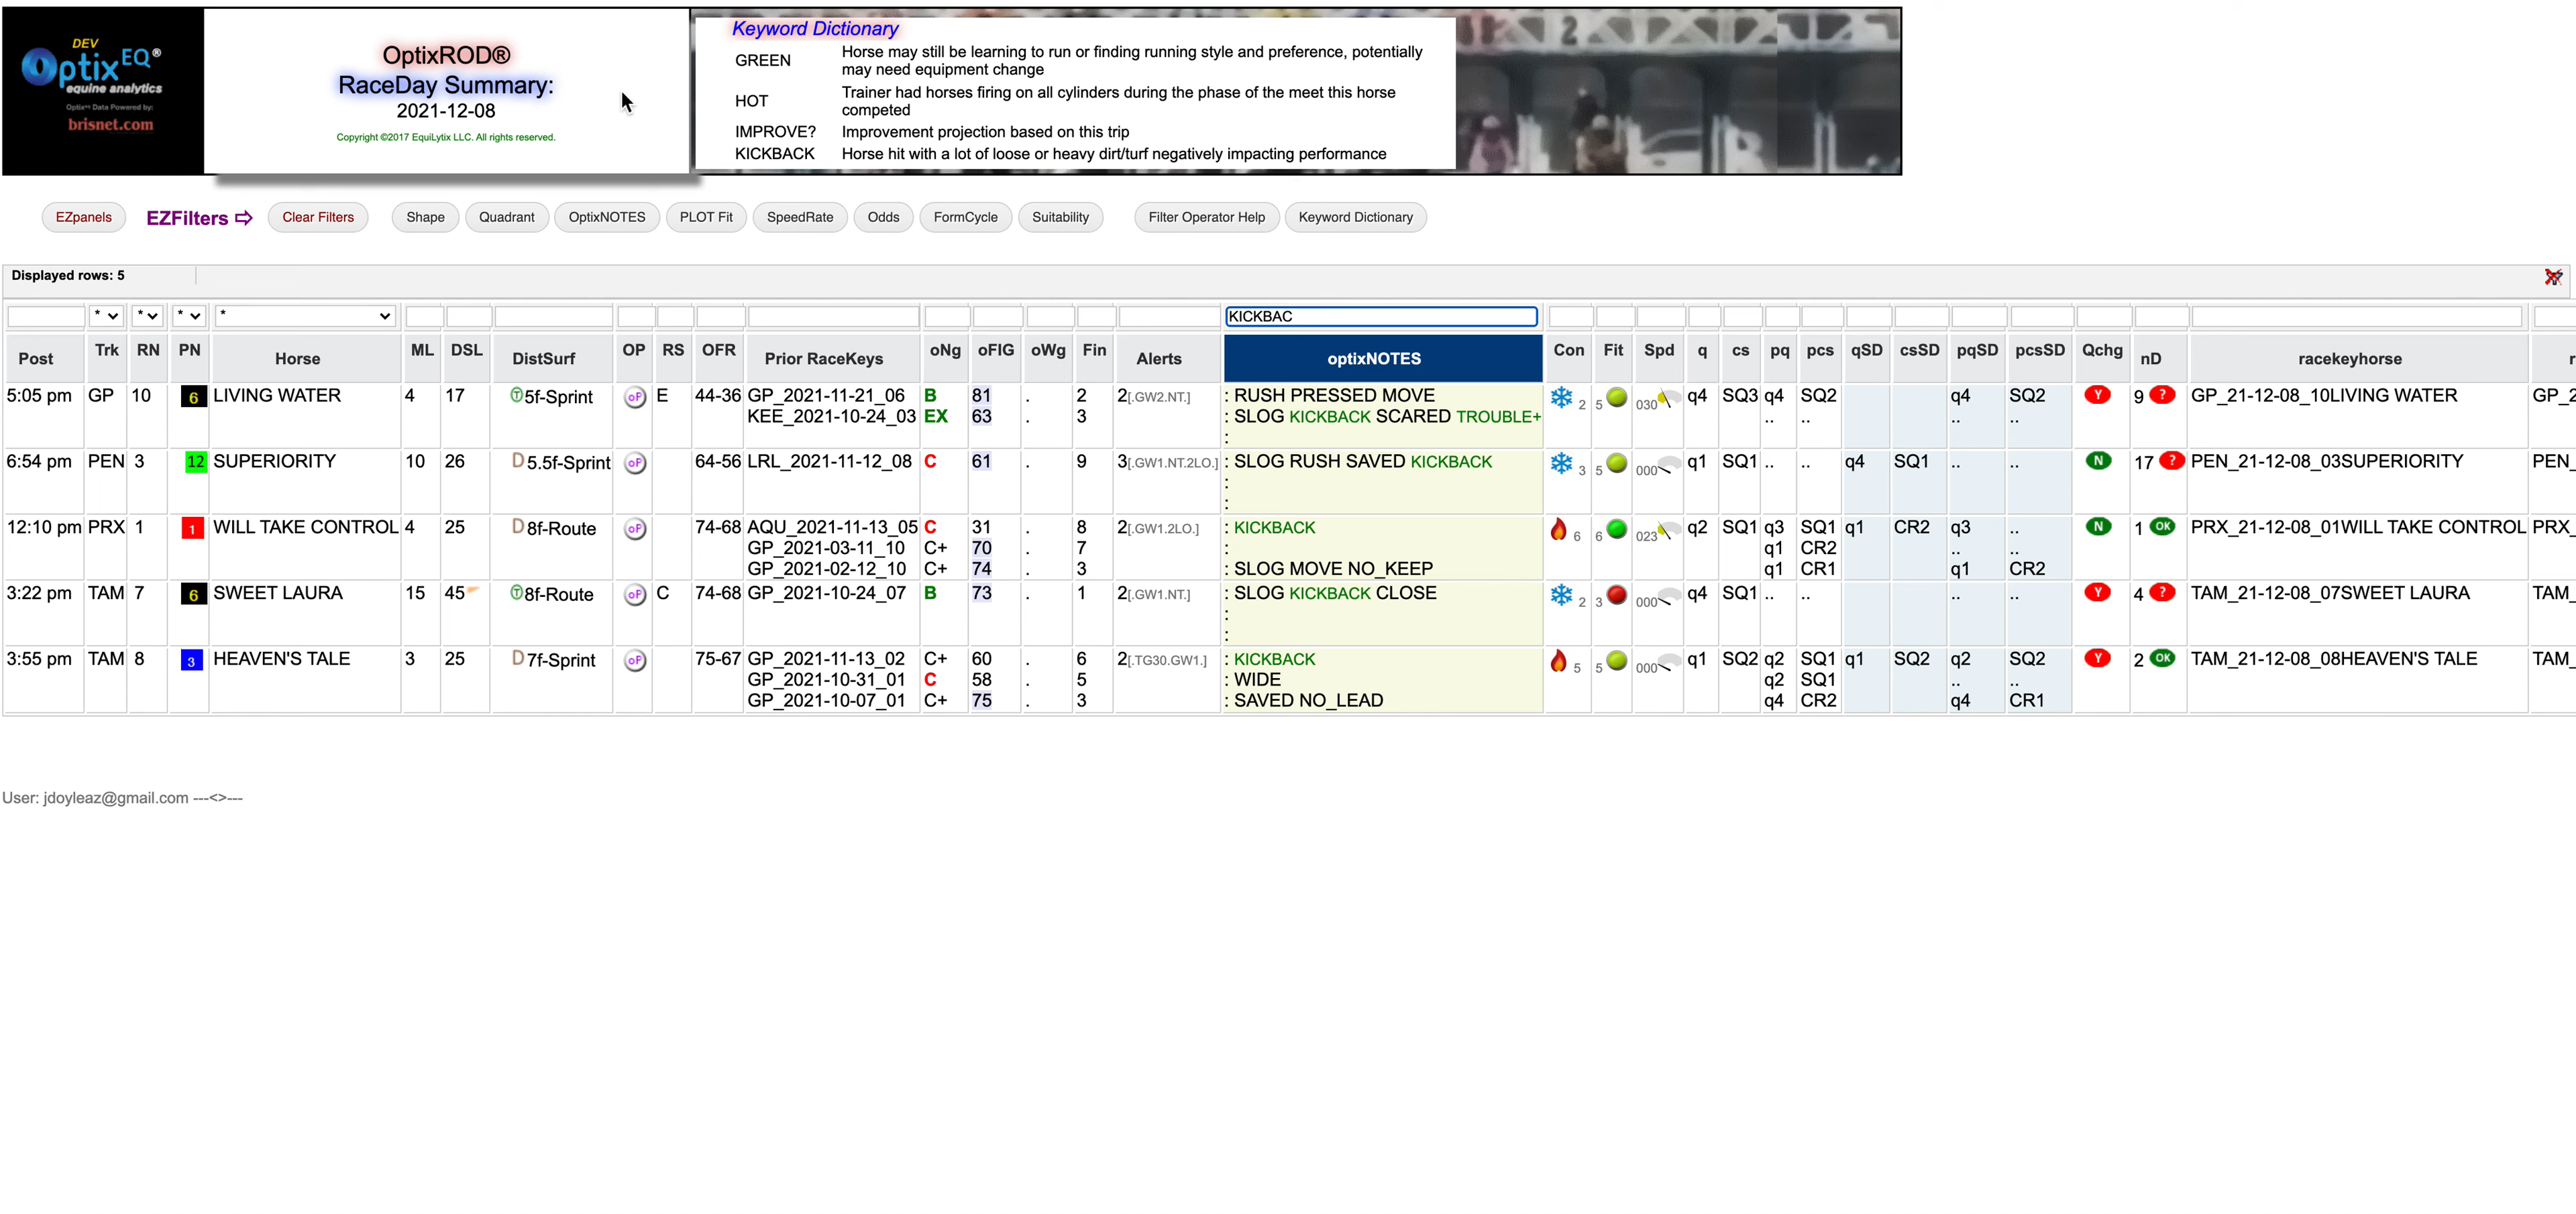 DEV
OptixEQ®
equine analytics
Optix EQ Data Powered by:
brisnet.com
OptixROD®
RaceDay Summary:
2021-12-08
Copyright ©2017 EquiLytix LLC. All rights reserved.
Keyword Dictionary
GREEN Horse may still be learning to run or finding running style and preference, potentially
may need equipment change
HOT Trainer had horses firing on all cylinders during the phase of the meet this horse
competed
IMPROVE? Improvement projection based on this trip
KICKBACK Horse hit with a lot of loose or heavy dirt/turf negatively impacting performance
2
EZpanels EZFilters ⇨ Clear Filters Shape Quadrant OptixNOTES PLOT Fit SpeedRate Odds FormCycle Suitability Filter Operator Help Keyword Dictionary
Displayed rows: 5
* * * * KICKBAC
Post Trk RN PN Horse ML DSL DistSurf OP RS OFR Prior RaceKeys oNg oFIG oWg Fin Alerts optixNOTES Con Fit Spd q cs pq pcs qSD csSD pqSD pcsSD Qchg nD racekeyhorse r
5:05 pm GP 10 6 LIVING WATER 4 17 T 5f-Sprint oP E 44-36 GP_2021-11-21_06 B 81 . 2 2[.GW2.NT.] : RUSH PRESSED MOVE 2 5 030 q4 SQ3 q4 SQ2 q4 SQ2 Y 9 ? GP_21-12-08_10LIVING WATER GP_2
KEE_2021-10-24_03 EX 63 . 3 : SLOG KICKBACK SCARED TROUBLE+ .. .. .. ..
:
6:54 pm PEN 3 12 SUPERIORITY 10 26 D 5.5f-Sprint oP 64-56 LRL_2021-11-12_08 C 61 . 9 3[.GW1.NT.2LO.] : SLOG RUSH SAVED KICKBACK 3 5 000 q1 SQ1 .. .. q4 SQ1 .. .. N 17 ? PEN_21-12-08_03SUPERIORITY PEN_
:
:
12:10 pm PRX 1 1 WILL TAKE CONTROL 4 25 D 8f-Route oP 74-68 AQU_2021-11-13_05 C 31 . 8 2[.GW1.2LO.] : KICKBACK 6 6 023 q2 SQ1 q3 SQ1 q1 CR2 q3 .. N 1 OK PRX_21-12-08_01WILL TAKE CONTROL PRX_
GP_2021-03-11_10 C+ 70 . 7 : q1 CR2 .. ..
GP_2021-02-12_10 C+ 74 . 3 : SLOG MOVE NO_KEEP q1 CR1 q1 CR2
3:22 pm TAM 7 6 SWEET LAURA 15 45 T 8f-Route oP C 74-68 GP_2021-10-24_07 B 73 . 1 2[.GW1.NT.] : SLOG KICKBACK CLOSE 2 3 000 q4 SQ1 .. .. .. .. Y 4 ? TAM_21-12-08_07SWEET LAURA TAM_
:
:
3:55 pm TAM 8 3 HEAVEN'S TALE 3 25 D 7f-Sprint oP 75-67 GP_2021-11-13_02 C+ 60 . 6 2[.TG30.GW1.] : KICKBACK 5 5 000 q1 SQ2 q2 SQ1 q1 SQ2 q2 SQ2 Y 2 OK TAM_21-12-08_08HEAVEN'S TALE TAM_
GP_2021-10-31_01 C 58 . 5 : WIDE q2 SQ1 .. ..
GP_2021-10-07_01 C+ 75 . 3 : SAVED NO_LEAD q4 CR2 q4 CR1
User: jdoyleaz@gmail.com ---<>---